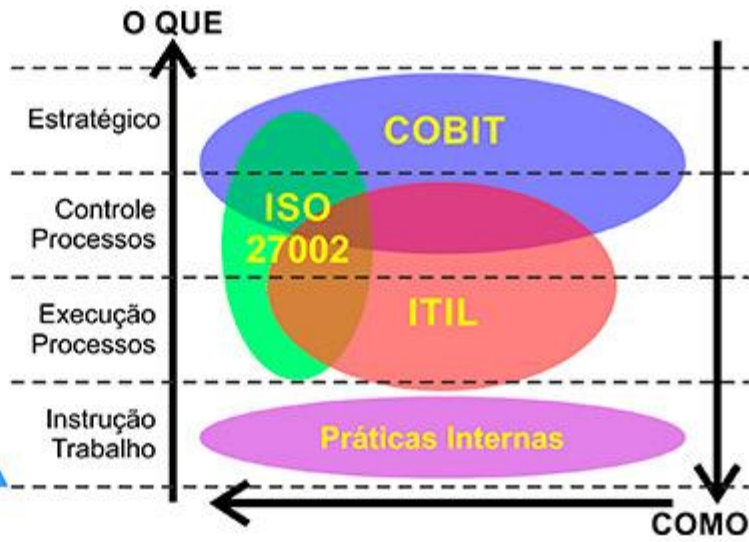 O QUE
Estratégico
COBIT
Controle
Processos
ISO
27002
Execução
Processos
ITIL
Instrução
Trabalho
Práticas Internas
COMO